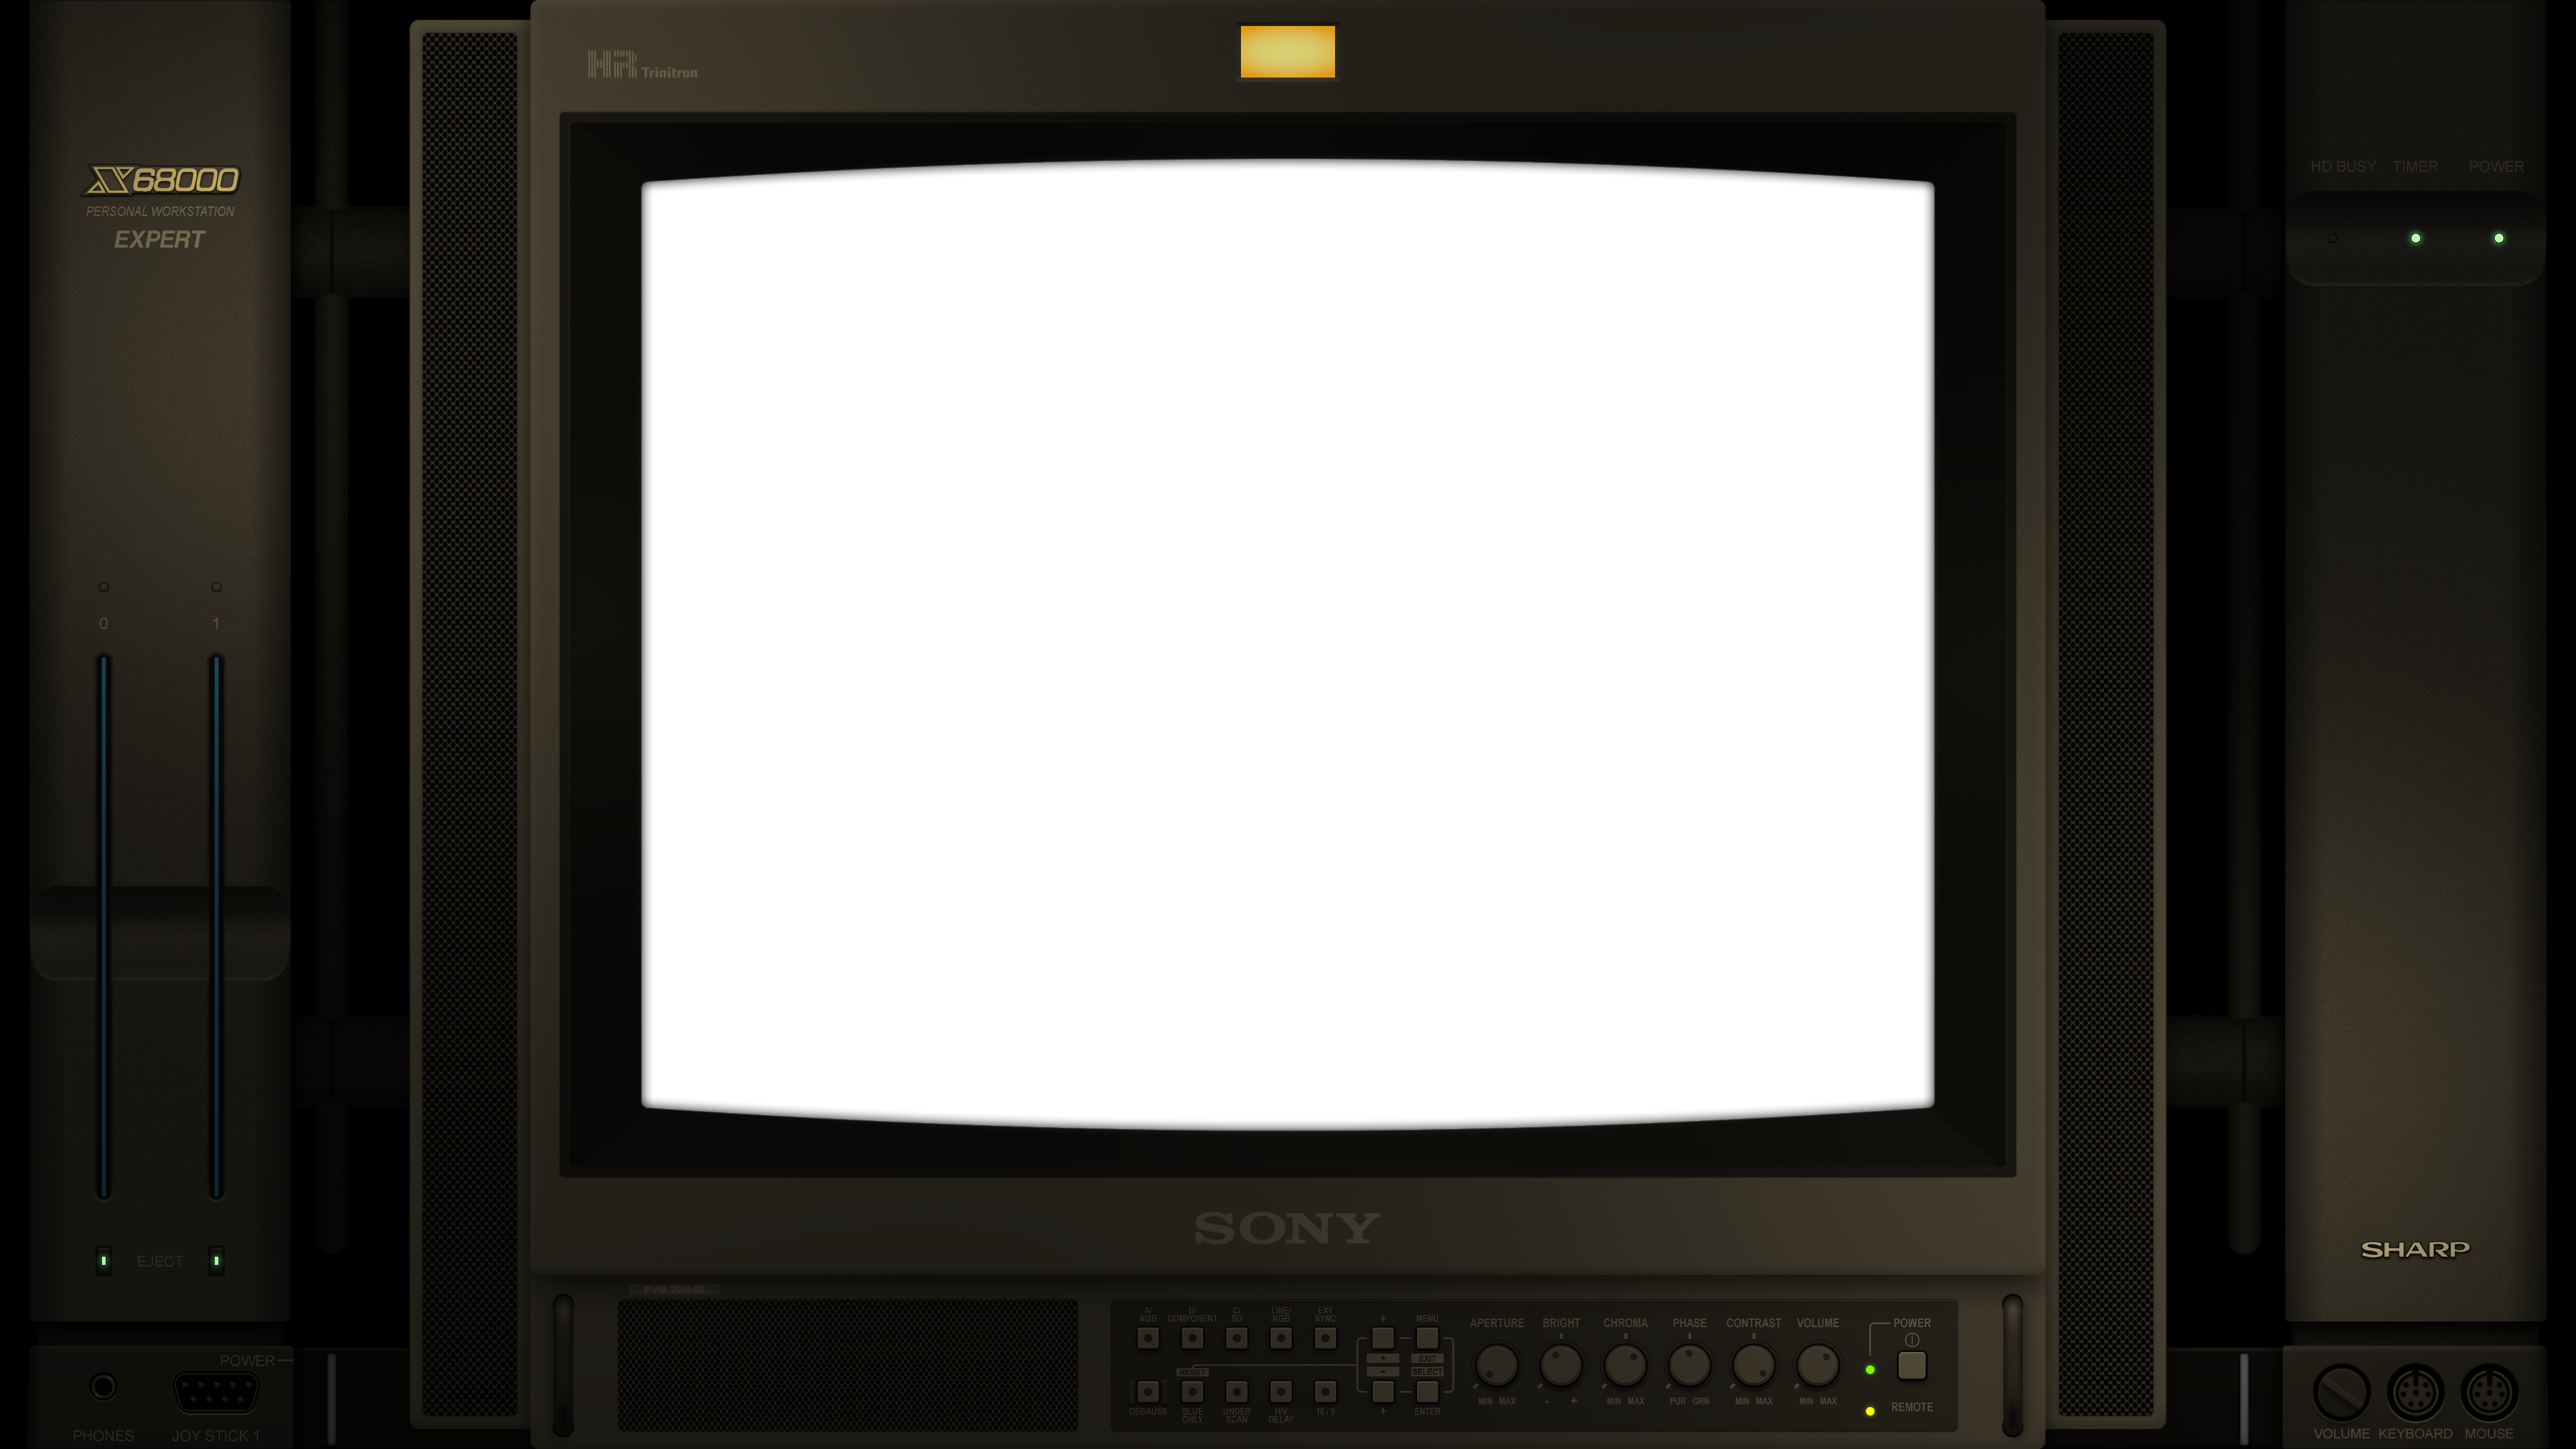 HR Trinitron
X68000
PERSONAL WORKSTATION
EXPERT
HD BUSY TIMER POWER
0 1
EJECT
SONY
SHARP
PVM 20M4E
A/ RGB
B/ COMPONENT
C/ SD
LINE/ RGB
EXT SYNC
+
MENU
+
EXIT
RESET
-
SELECT
DEGAUSS
BLUE ONLY
UNDER SCAN
H/V DELAY
16 / 9
+
ENTER
APERTURE BRIGHT CHROMA PHASE CONTRAST VOLUME
MIN MAX - + MIN MAX PUR GRN MIN MAX MIN MAX
POWER
REMOTE
POWER
PHONES JOY STICK 1
VOLUME KEYBOARD MOUSE